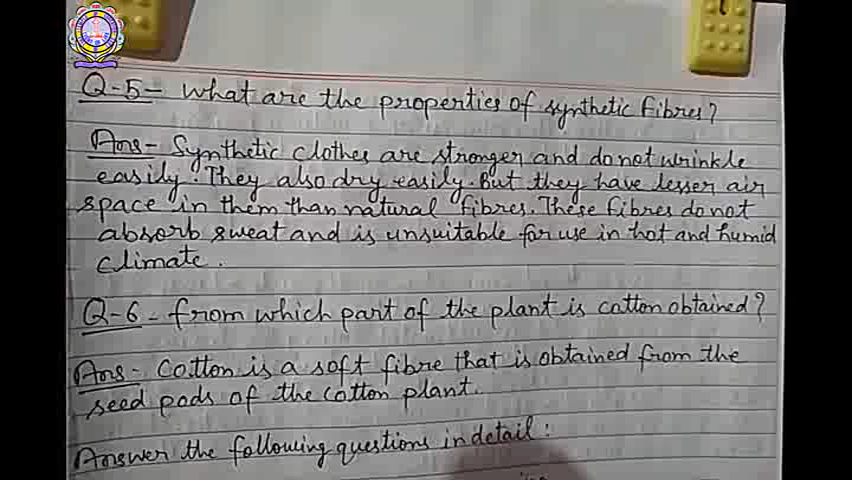 Q-5- What are the properties of synthetic fibres?
Ans- Synthetic clothes are stronger and do not wrinkle
easily. They also dry easily. But they have lesser air
space in them than natural fibres. These fibres do not
absorb sweat and is unsuitable for use in hot and humid
climate.
Q-6- From which part of the plant is cotton obtained?
Ans- Cotton is a soft fibre that is obtained from the
seed pods of the cotton plant.
Answer the following questions in detail: